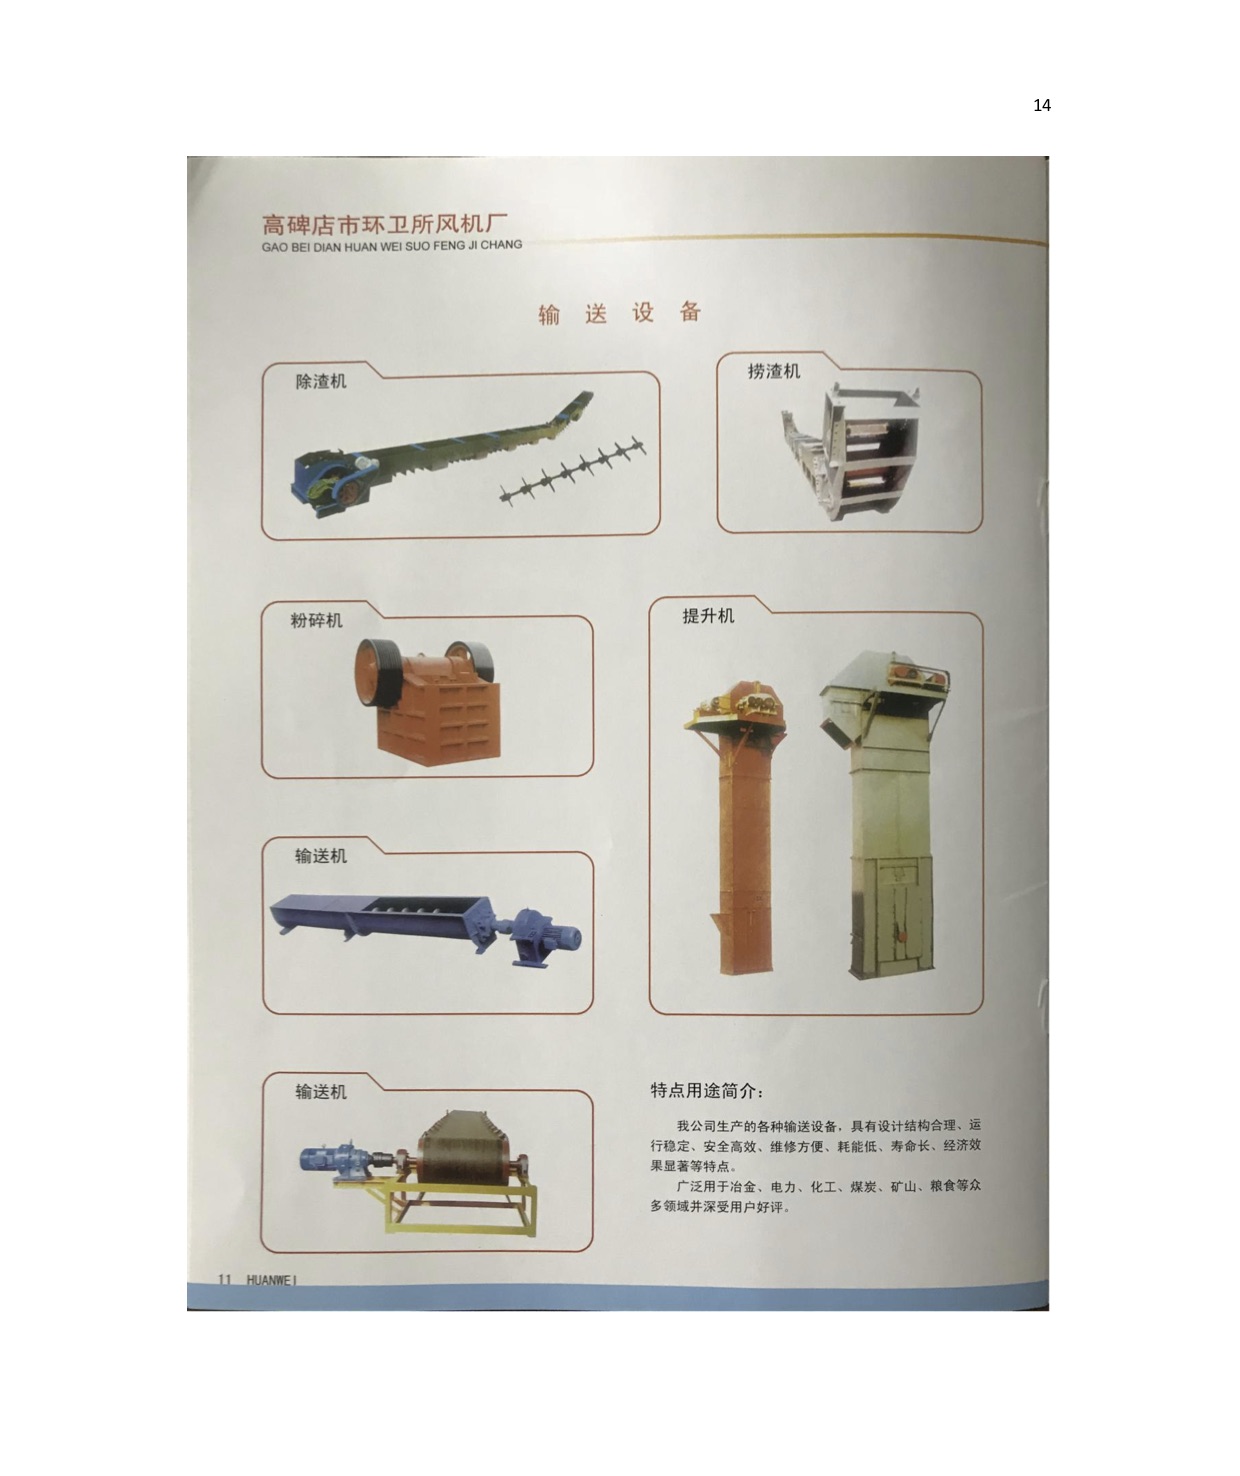 14
高碑店市环卫所风机厂
GAO BEI DIAN HUAN WEI SUO FENG JI CHANG
输送设备
除渣机
捞渣机
粉碎机
提升机
输送机
输送机
特点用途简介：
我公司生产的各种输送设备，具有设计结构合理、运
行稳定、安全高效、维修方便、耗能低、寿命长、经济效
果显著等特点。
广泛用于冶金、电力、化工、煤炭、矿山、粮食等众
多领域并深受用户好评。
11 HUANWEI